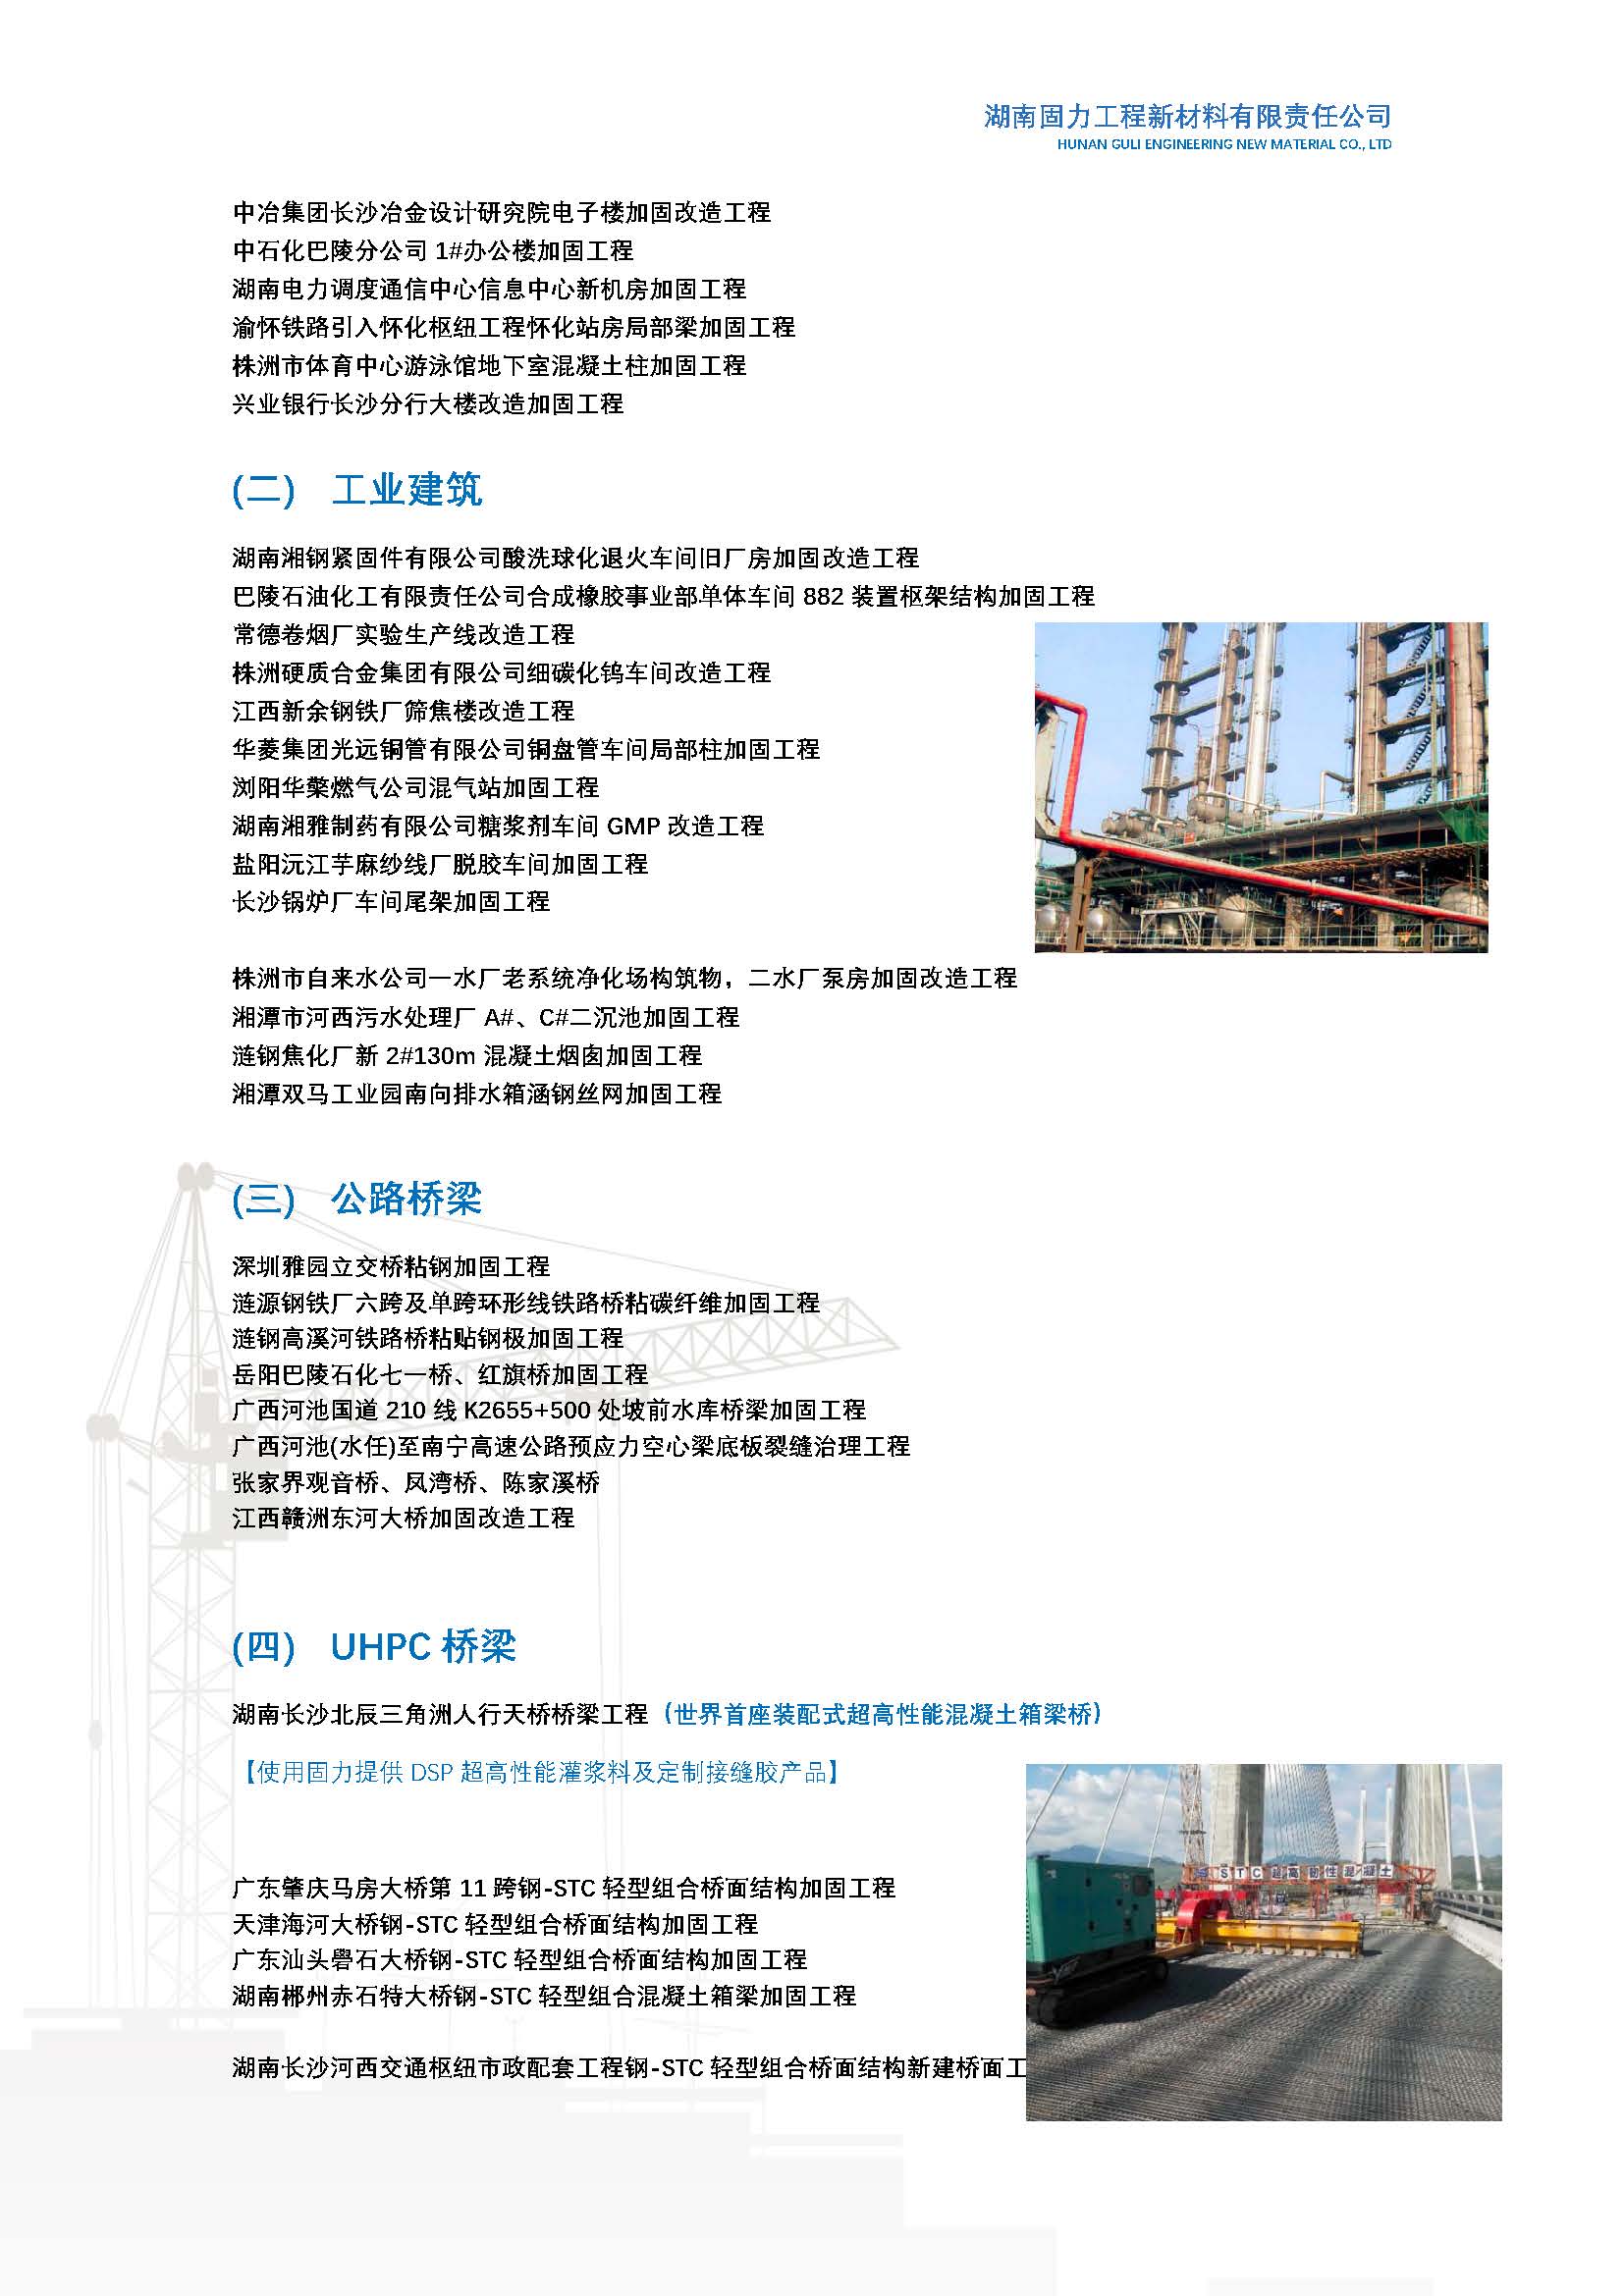 湖南固力工程新材料有限责任公司
HUNAN GULI ENGINEERING NEW MATERIAL CO., LTD
中冶集团长沙冶金设计研究院电子楼加固改造工程
中石化巴陵分公司 1#办公楼加固工程
湖南电力调度通信中心信息中心新机房加固工程
渝怀铁路引入怀化枢纽工程怀化站房局部梁加固工程
株洲市体育中心游泳馆地下室混凝土柱加固工程
兴业银行长沙分行大楼改造加固工程
(二) 工业建筑
湖南湘钢紧固件有限公司酸洗球化退火车间旧厂房加固改造工程
巴陵石油化工有限责任公司合成橡胶事业部单体车间 882 装置枢架结构加固工程
常德卷烟厂实验生产线改造工程
株洲硬质合金集团有限公司细碳化钨车间改造工程
江西新余钢铁厂筛焦楼改造工程
华菱集团光远铜管有限公司铜盘管车间局部柱加固工程
浏阳华擎燃气公司混气站加固工程
湖南湘雅制药有限公司糖浆剂车间 GMP 改造工程
盐阳沅江芋麻纱线厂脱胶车间加固工程
长沙锅炉厂车间尾架加固工程
株洲市自来水公司一水厂老系统净化场构筑物，二水厂泵房加固改造工程
湘潭市河西污水处理厂 A#、C#二沉池加固工程
涟钢焦化厂新 2#130m 混凝土烟囱加固工程
湘潭双马工业园南向排水箱涵钢丝网加固工程
(三) 公路桥梁
深圳雅园立交桥粘钢加固工程
涟源钢铁厂六跨及单跨环形线铁路桥粘碳纤维加固工程
涟钢高溪河铁路桥粘贴钢极加固工程
岳阳巴陵石化七一桥、红旗桥加固工程
广西河池国道 210 线 K2655+500 处坡前水库桥梁加固工程
广西河池(水任)至南宁高速公路预应力空心梁底板裂缝治理工程
张家界观音桥、凤湾桥、陈家溪桥
江西赣洲东河大桥加固改造工程
(四) UHPC 桥梁
湖南长沙北辰三角洲人行天桥桥梁工程（世界首座装配式超高性能混凝土箱梁桥）
【使用固力提供 DSP 超高性能灌浆料及定制接缝胶产品】
STC超高韧性混凝土
广东肇庆马房大桥第 11 跨钢-STC 轻型组合桥面结构加固工程
天津海河大桥钢-STC 轻型组合桥面结构加固工程
广东汕头礐石大桥钢-STC 轻型组合桥面结构加固工程
湖南郴州赤石特大桥钢-STC 轻型组合混凝土箱梁加固工程
湖南长沙河西交通枢纽市政配套工程钢-STC 轻型组合桥面结构新建桥面工